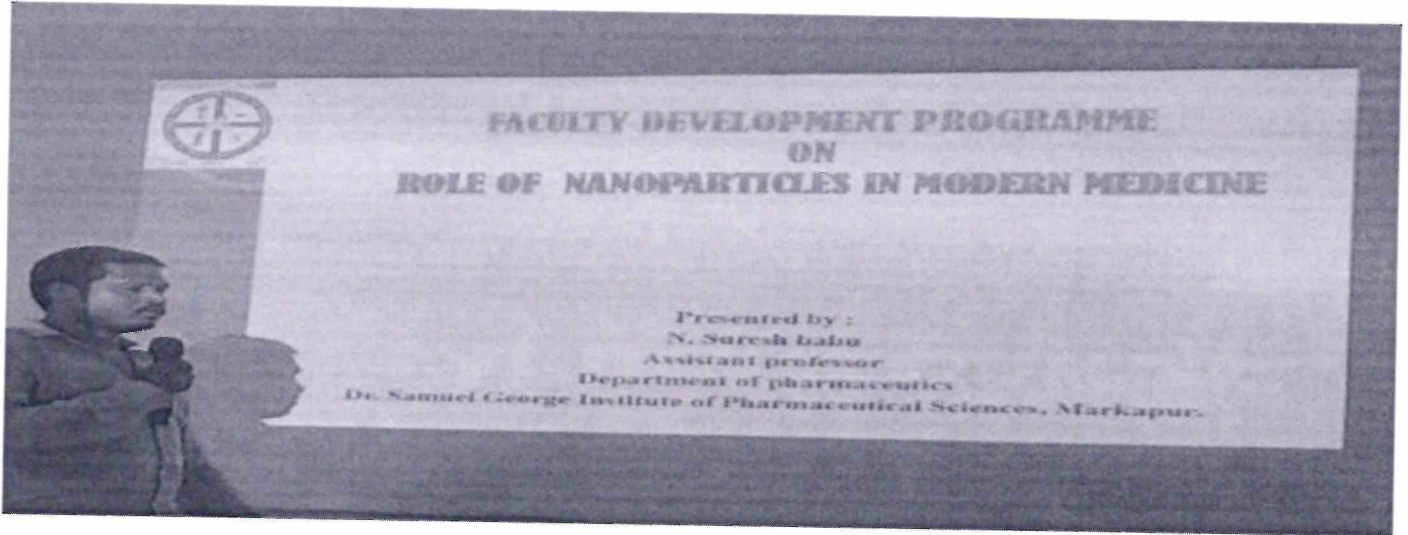 FACULTY DEVELOPMENT PROGRAMME
ON
ROLE OF NANOPARTICLES IN MODERN MEDICINE
Presented by :
N. Suresh babu
Assistant professor
Department of pharmaceutics
Dr. Samuel George Institute of Pharmaceutical Sciences, Markapur.